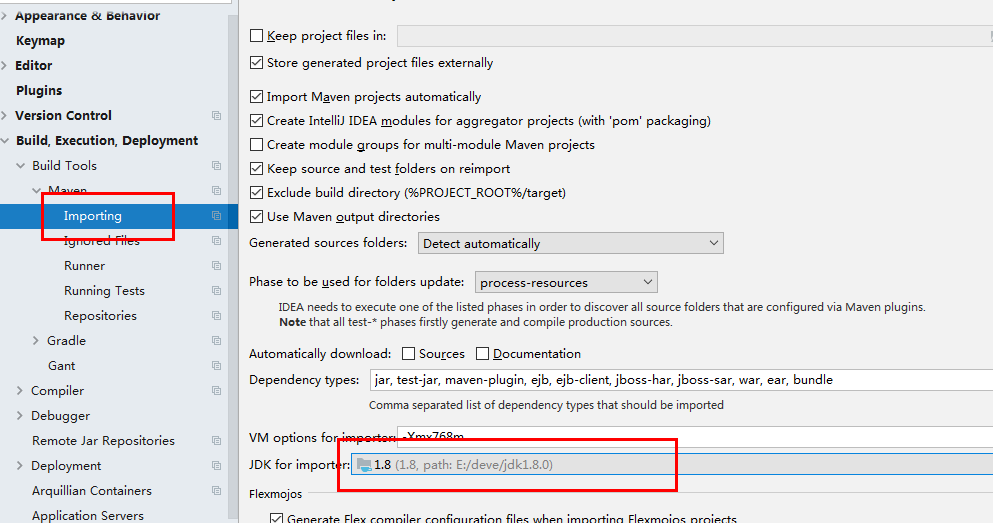 Appearance & Behavior
Keymap
Editor
Plugins
Version Control
Build, Execution, Deployment
Build Tools
Maven
Importing
Ignored Files
Runner
Running Tests
Repositories
Gradle
Gant
Compiler
Debugger
Remote Jar Repositories
Deployment
Arquillian Containers
Application Servers
Keep project files in:
Store generated project files externally
Import Maven projects automatically
Create IntelliJ IDEA modules for aggregator projects (with 'pom' packaging)
Create module groups for multi-module Maven projects
Keep source and test folders on reimport
Exclude build directory (%PROJECT_ROOT%/target)
Use Maven output directories
Generated sources folders: Detect automatically
Phase to be used for folders update: process-resources
IDEA needs to execute one of the listed phases in order to discover all source folders that are configured via Maven plugins.
Note that all test-* phases firstly generate and compile production sources.
Automatically download: Sources Documentation
Dependency types: jar, test-jar, maven-plugin, ejb, ejb-client, jboss-har, jboss-sar, war, ear, bundle
Comma separated list of dependency types that should be imported
VM options for importer: -Xmx768m
JDK for importer: 1.8 (1.8, path: E:/deve/jdk1.8.0)
Flexmojos
Generate Flex compiler configuration files when importing Flexmojos projects